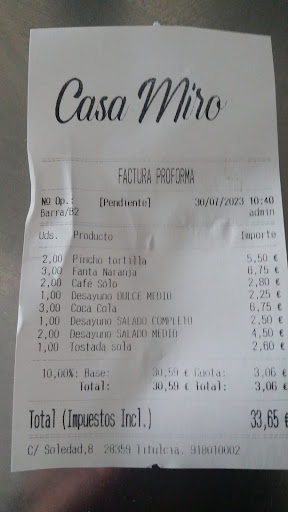 Casa Miro
FACTURA PROFORMA
NO Op.: [Pendiente] 30/07/2023 10:40
Barra/B2 admin
Uds. Producto Importe
2,00 Pincho tortilla 5,50 €
3,00 Fanta Naranja 6,75 €
2,00 Café Solo 2,80 €
1,00 Desayuno DULCE MEDIO 2,25 €
3,00 Coca Cola 6,75 €
1,00 Desayuno SALADO COMPLETO 2,50 €
2,00 Desayuno SALADO MEDIO 4,50 €
1,00 Tostada sola 2,60 €
10,00%: Base: 30,59 € Cuota: 3,06 €
Total: 30,59 € Total: 3,06 €
Total (Impuestos Incl.) 33,65 €
C/ Soledad,8 28359 Titulcia. 918010002